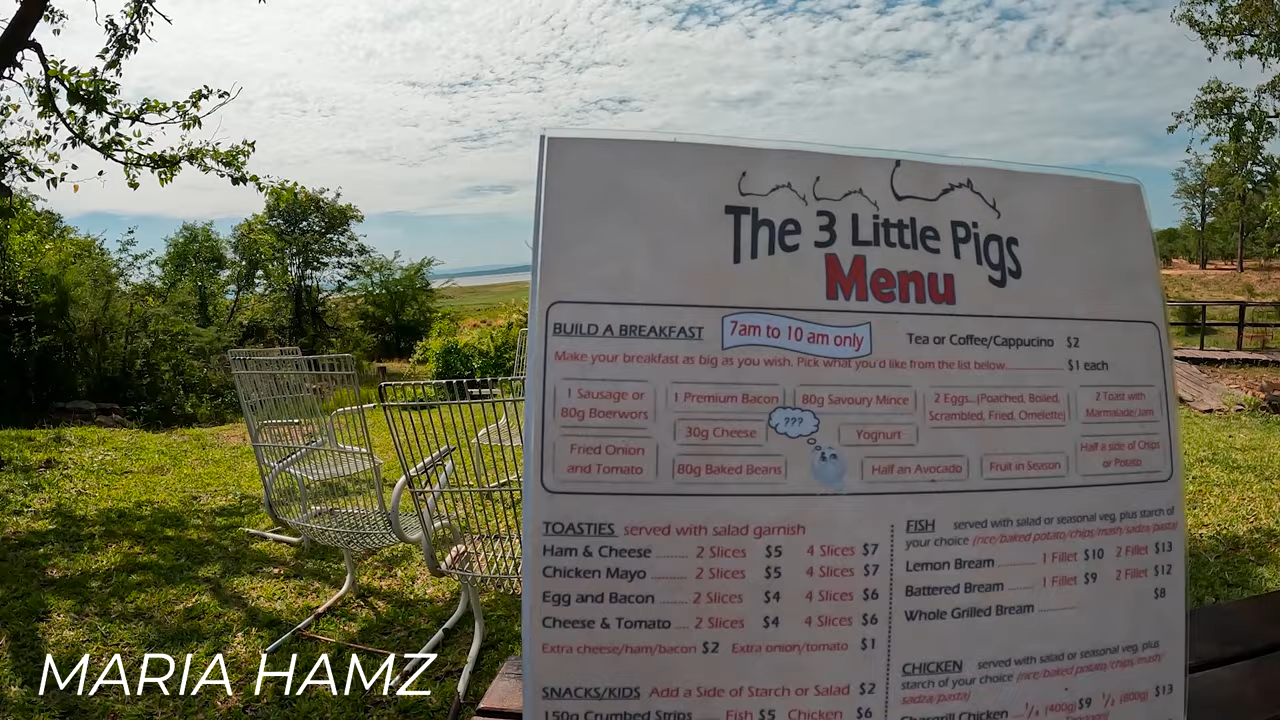 The 3 Little Pigs
Menu
BUILD A BREAKFAST 7am to 10 am only Tea or Coffee/Cappucino $2
Make your breakfast as big as you wish. Pick what you'd like from the list below............ $1 each
1 Sausage or
80g Boerwors
1 Premium Bacon
80g Savoury Mince
2 Eggs...(Poached, Boiled,
Scrambled, Fried, Omelette)
2 Toast with
Marmalade/Jam
30g Cheese
???
Yoghurt
Fried Onion
and Tomato
80g Baked Beans
Half an Avocado
Fruit in Season
Half a side of Chips
or Potato
TOASTIES served with salad garnish
Ham & Cheese ........ 2 Slices $5 4 Slices $7
Chicken Mayo .......... 2 Slices $5 4 Slices $7
Egg and Bacon ........ 2 Slices $4 4 Slices $6
Cheese & Tomato .... 2 Slices $4 4 Slices $6
Extra cheese/ham/bacon $2 Extra onion/tomato $1
SNACKS/KIDS Add a Side of Starch or Salad $2
150g Crumbed Strips ...... Fish $5 Chicken $6
FISH served with salad or seasonal veg, plus starch of
your choice (rice/baked potato/chips/mash/sadza/pasta)
Lemon Bream ........... 1 Fillet $10 2 Fillet $13
Battered Bream .... 1 Fillet $9 2 Fillet $12
Whole Grilled Bream ........... $8
CHICKEN served with salad or seasonal veg, plus
starch of your choice (rice/baked potato/chips/mash/
sadza/pasta)
Chargrill Chicken ...¼ (400g) $9 ½ (800g) $13
MARIA HAMZ